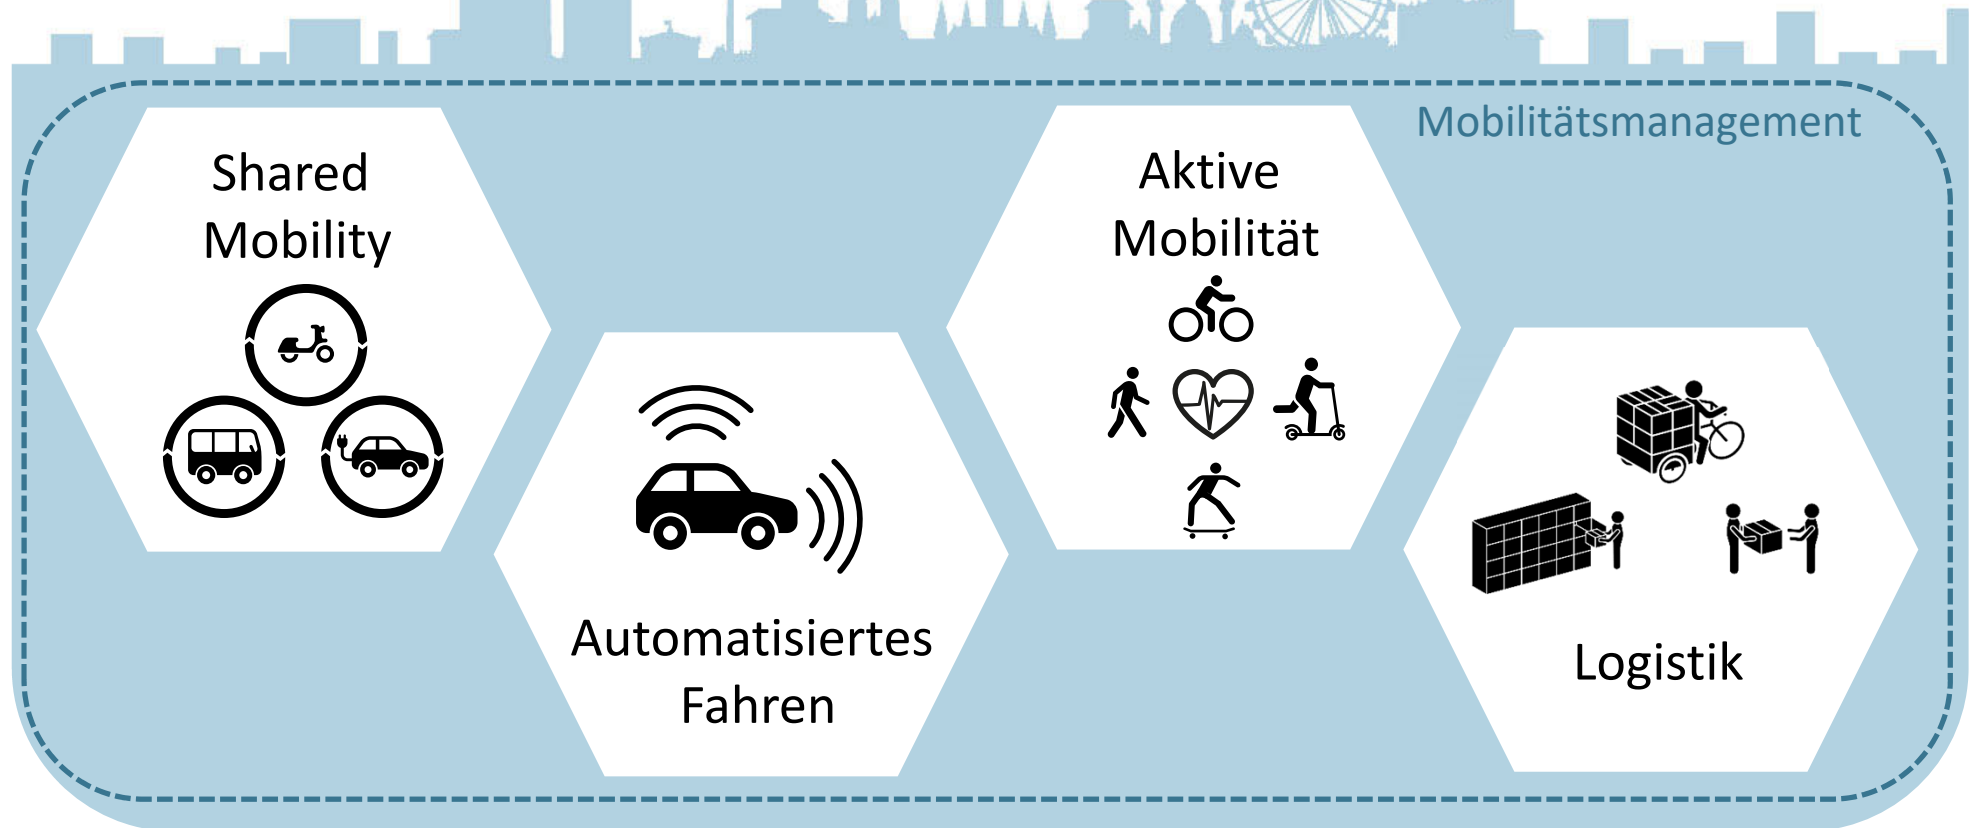 Mobilitätsmanagement
Shared
Mobility
Automatisiertes
Fahren
Aktive
Mobilität
Logistik